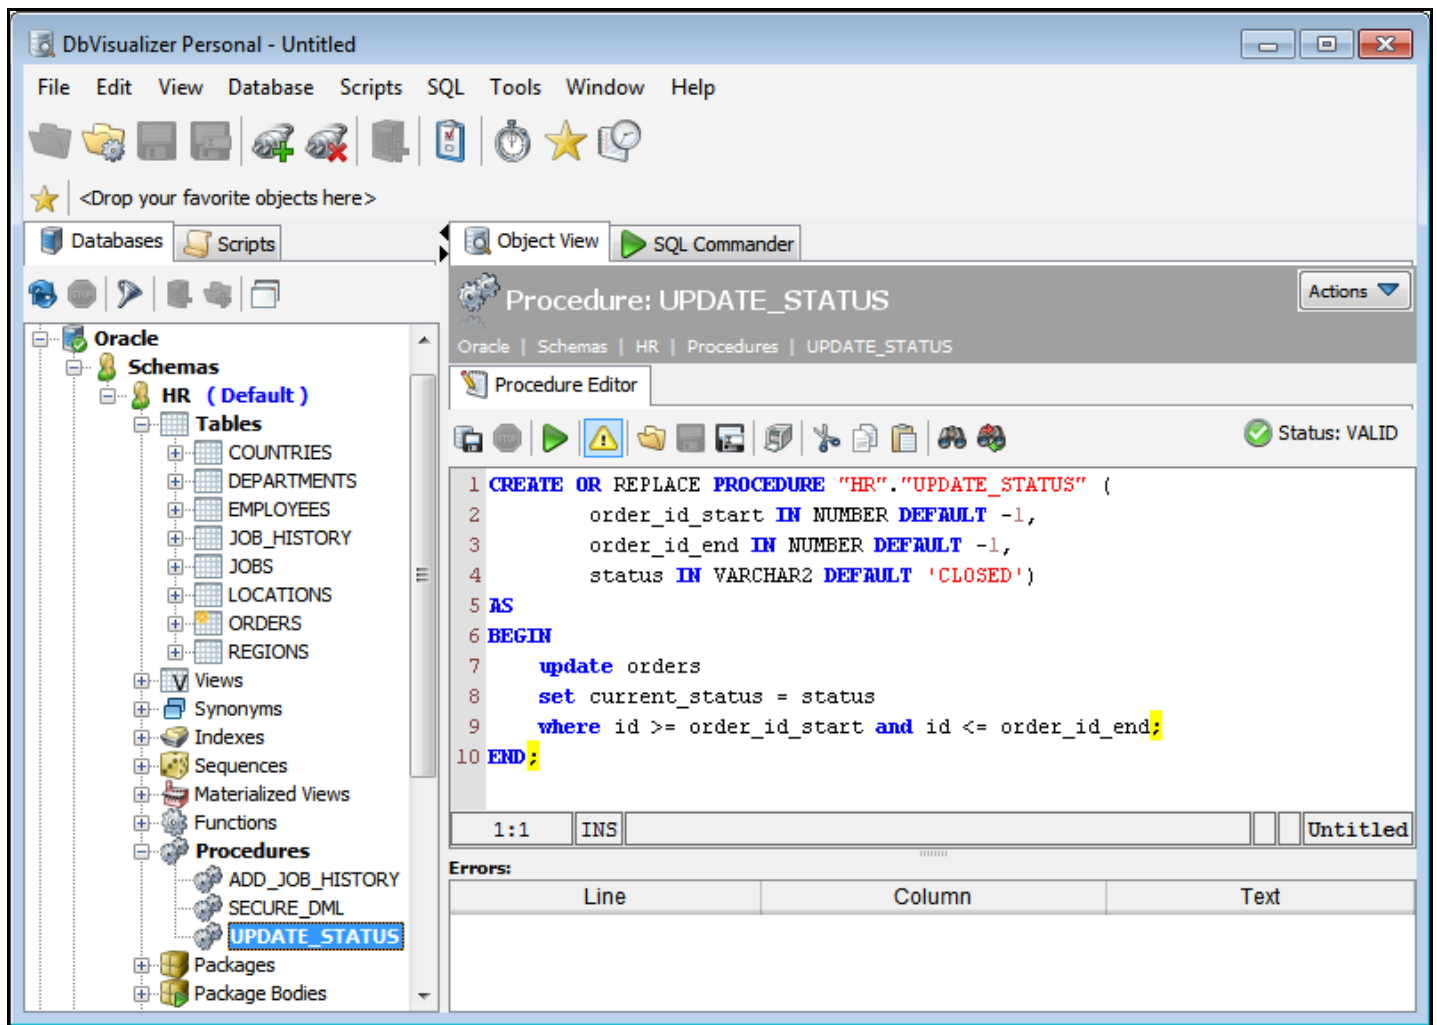 DbVisualizer Personal - Untitled
File Edit View Database Scripts SQL Tools Window Help
<Drop your favorite objects here>
Databases Scripts
Object View SQL Commander
Procedure: UPDATE_STATUS
Actions
Oracle | Schemas | HR | Procedures | UPDATE_STATUS
Procedure Editor
Status: VALID
Oracle
Schemas
HR (Default)
Tables
COUNTRIES
DEPARTMENTS
EMPLOYEES
JOB_HISTORY
JOBS
LOCATIONS
ORDERS
REGIONS
Views
Synonyms
Indexes
Sequences
Materialized Views
Functions
Procedures
ADD_JOB_HISTORY
SECURE_DML
UPDATE_STATUS
Packages
Package Bodies
1 CREATE OR REPLACE PROCEDURE "HR"."UPDATE_STATUS" (
2 order_id_start IN NUMBER DEFAULT -1,
3 order_id_end IN NUMBER DEFAULT -1,
4 status IN VARCHAR2 DEFAULT 'CLOSED')
5 AS
6 BEGIN
7 update orders
8 set current_status = status
9 where id >= order_id_start and id <= order_id_end;
10 END;
1:1 INS Untitled
Errors:
Line Column Text